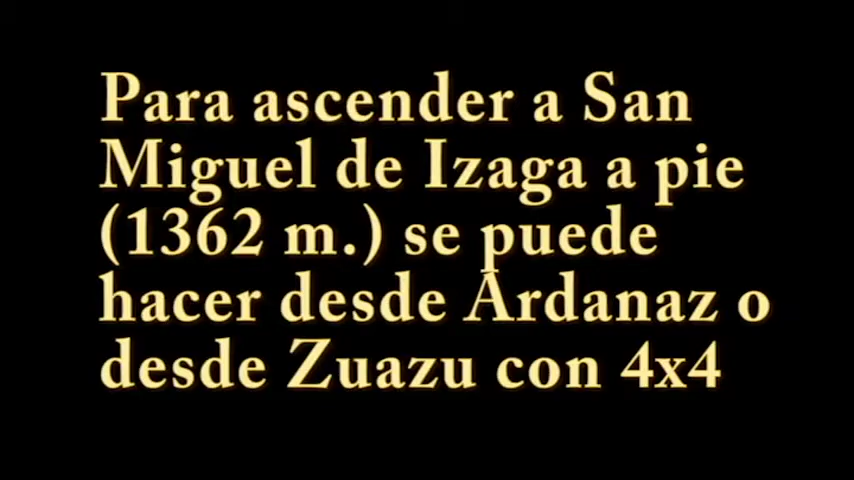 Para ascender a San
Miguel de Izaga a pie
(1362 m.) se puede
hacer desde Ardanaz o
desde Zuazu con 4x4